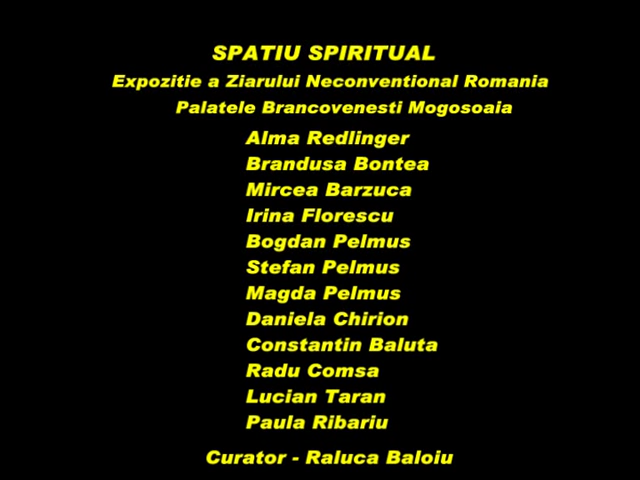 SPATIU SPIRITUAL
Expozitie a Ziarului Neconventional Romania
Palatele Brancovenesti Mogosoaia
Alma Redlinger
Brandusa Bontea
Mircea Barzuca
Irina Florescu
Bogdan Pelmus
Stefan Pelmus
Magda Pelmus
Daniela Chirion
Constantin Baluta
Radu Comsa
Lucian Taran
Paula Ribariu
Curator - Raluca Baloiu